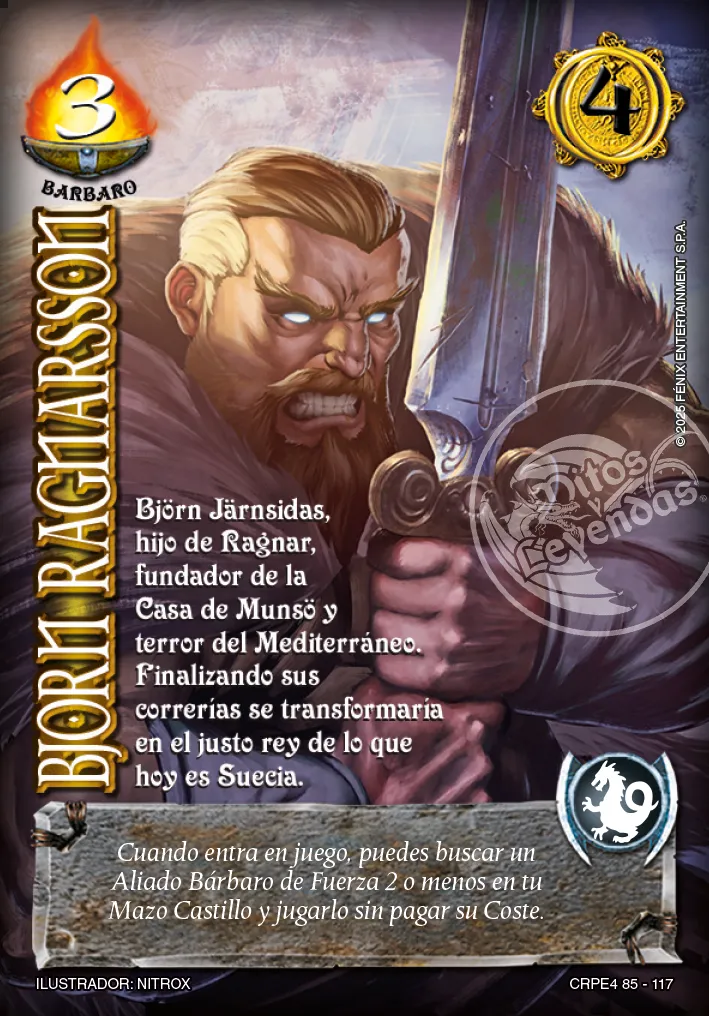 3
4
BARBARO
BJORN RAGNARSSON
© 2025 FÉNIX ENTERTAINMENT S.P.A.
Mitos
y
Leyendas®
Björn Järnsidas,
hijo de Ragnar,
fundador de la
Casa de Munsö y
terror del Mediterráneo.
Finalizando sus
correrías se transformaría
en el justo rey de lo que
hoy es Suecia.
Cuando entra en juego, puedes buscar un
Aliado Bárbaro de Fuerza 2 o menos en tu
Mazo Castillo y jugarlo sin pagar su Coste.
ILUSTRADOR: NITROX
CRPE4 85 - 117